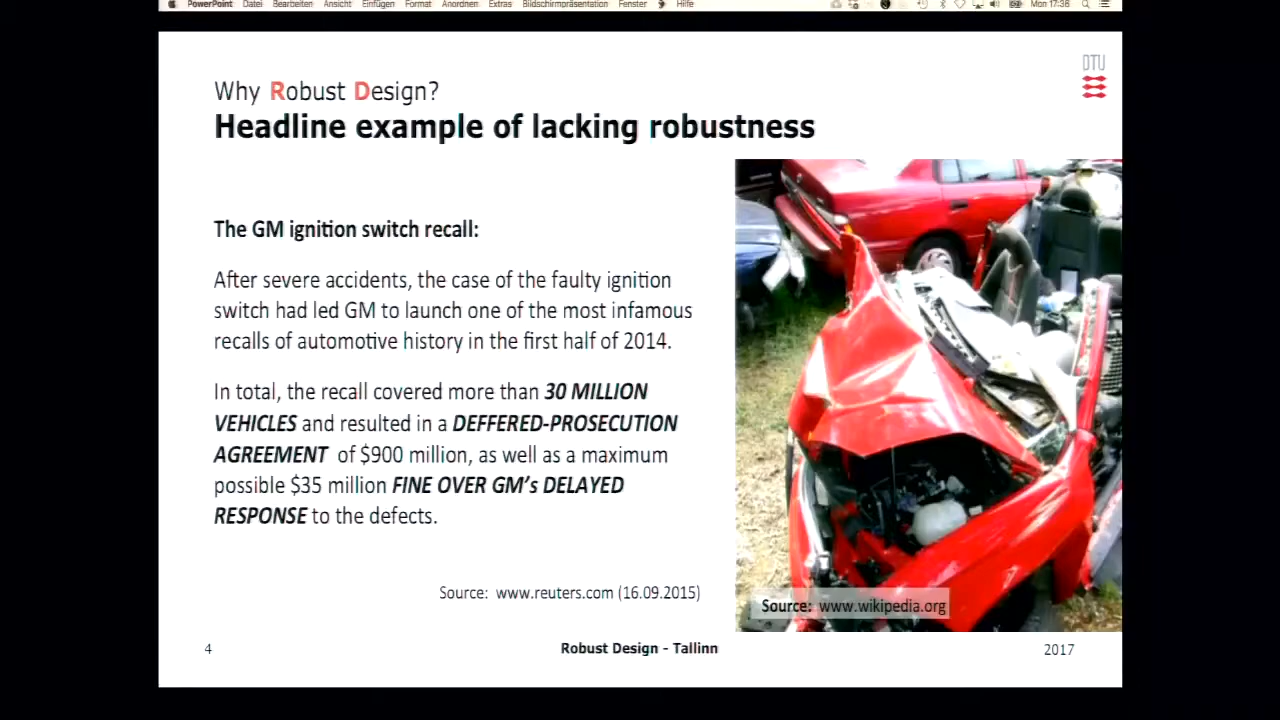 PowerPoint Datei Bearbeiten Ansicht Einfügen Format Anordnen Extras Bildschirmpräsentation Fenster Hilfe Mon 17:38
DTU
Why Robust Design?
Headline example of lacking robustness
The GM ignition switch recall:
After severe accidents, the case of the faulty ignition
switch had led GM to launch one of the most infamous
recalls of automotive history in the first half of 2014.
In total, the recall covered more than 30 MILLION
VEHICLES and resulted in a DEFFERED-PROSECUTION
AGREEMENT of $900 million, as well as a maximum
possible $35 million FINE OVER GM's DELAYED
RESPONSE to the defects.
Source: www.reuters.com (16.09.2015)
Source: www.wikipedia.org
4 Robust Design - Tallinn 2017